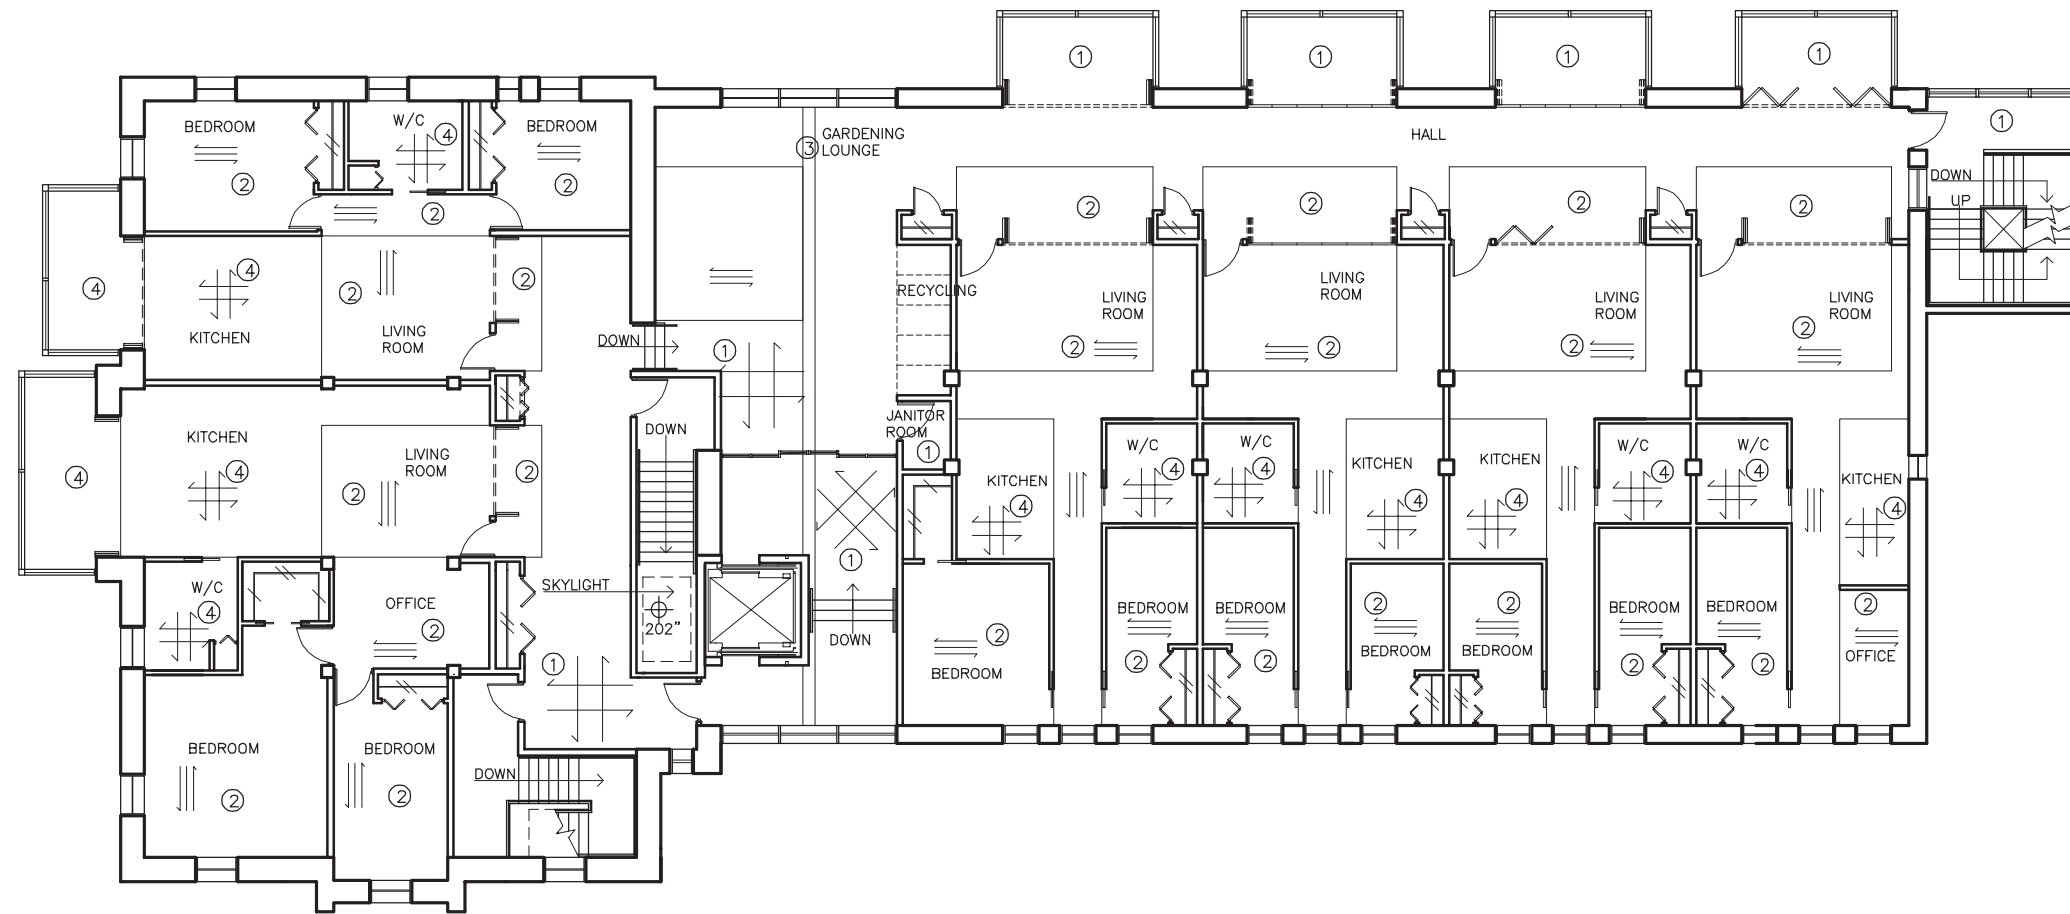 1
1
1
1
BEDROOM
W/C
4
BEDROOM
3
GARDENING
LOUNGE
HALL
1
2
2
2
DOWN
UP
2
2
2
2
2
4
4
KITCHEN
2
LIVING
ROOM
2
DOWN
1
RECYCLING
LIVING
ROOM
2
LIVING
ROOM
2
LIVING
ROOM
2
LIVING
ROOM
2
JANITOR
ROOM
1
KITCHEN
4
4
LIVING
ROOM
2
2
DOWN
KITCHEN
4
W/C
4
W/C
4
KITCHEN
4
KITCHEN
4
W/C
4
W/C
4
KITCHEN
4
1
W/C
4
OFFICE
2
SKYLIGHT
202"
DOWN
2
BEDROOM
BEDROOM
2
BEDROOM
2
2
BEDROOM
2
BEDROOM
BEDROOM
2
BEDROOM
2
2
OFFICE
1
BEDROOM
2
BEDROOM
2
DOWN